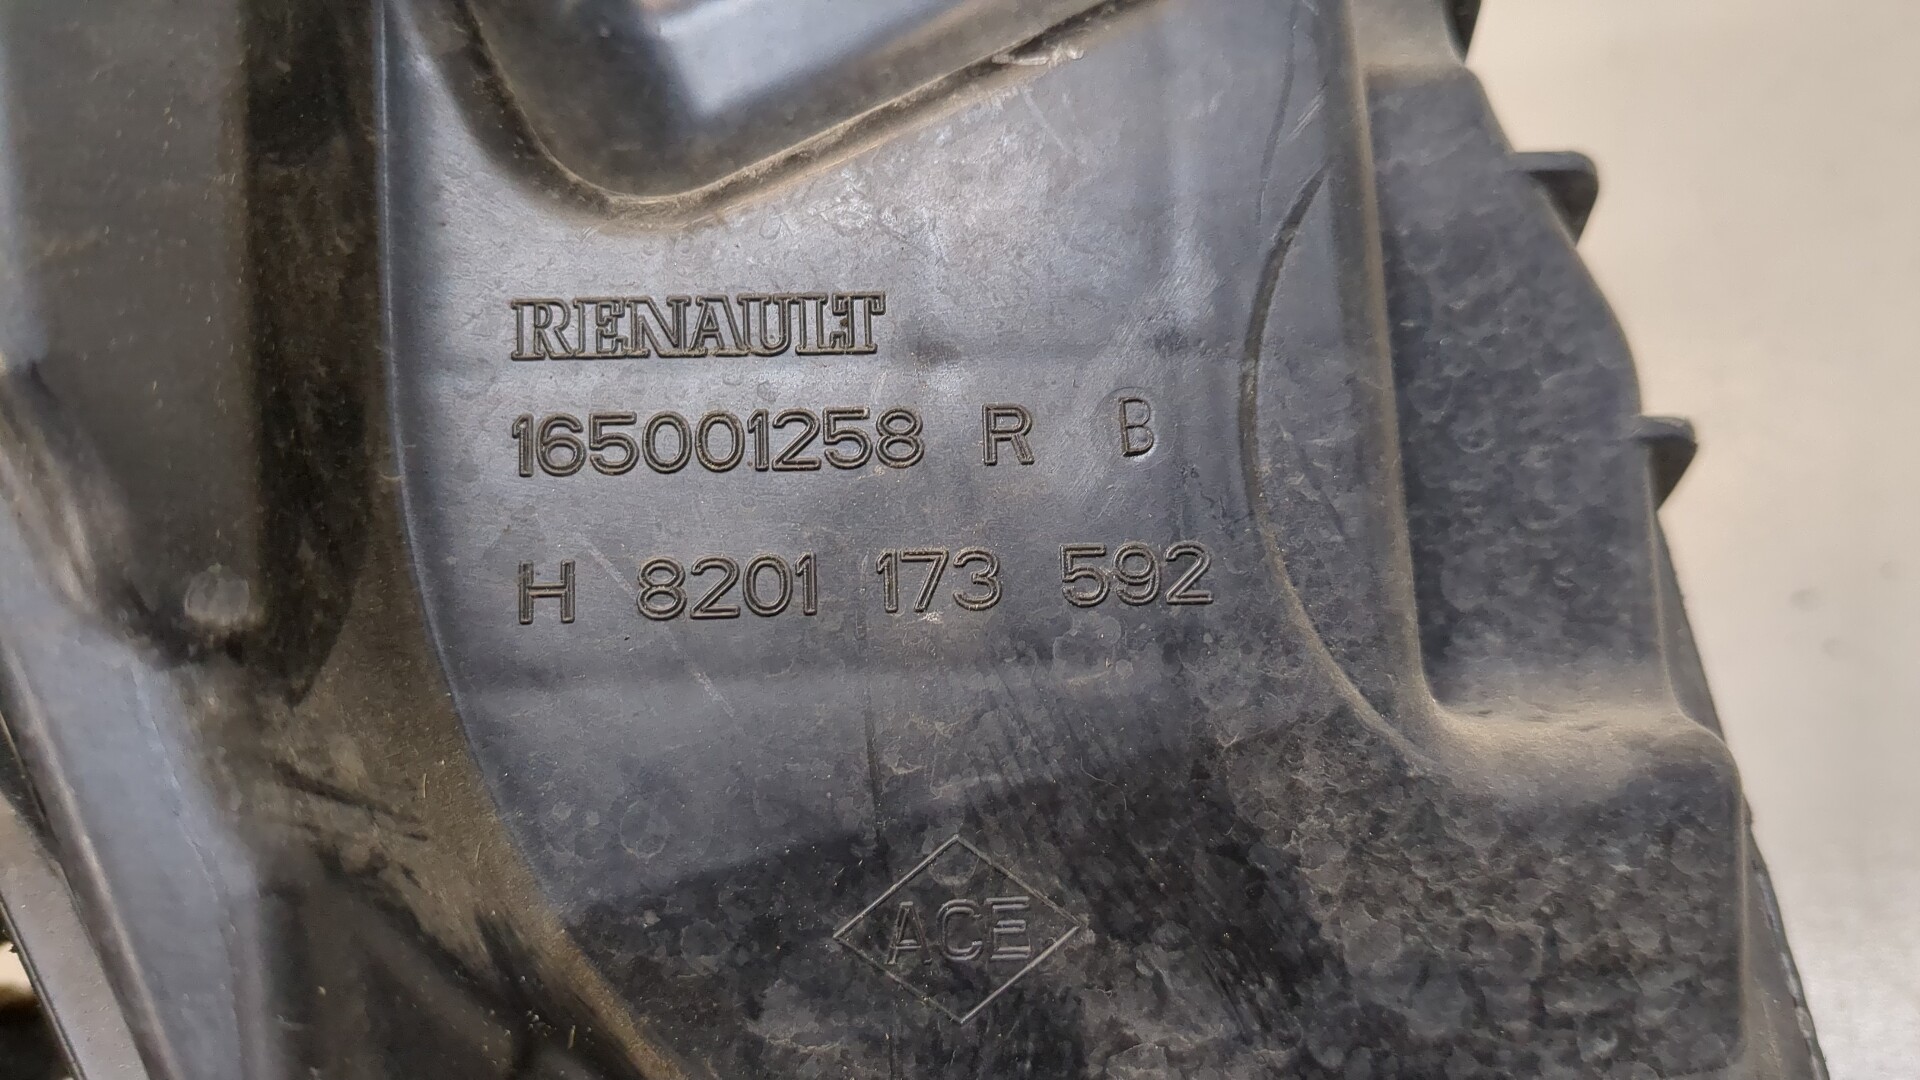 RENAULT
165001258 R B
H 8201 173 592
ACE